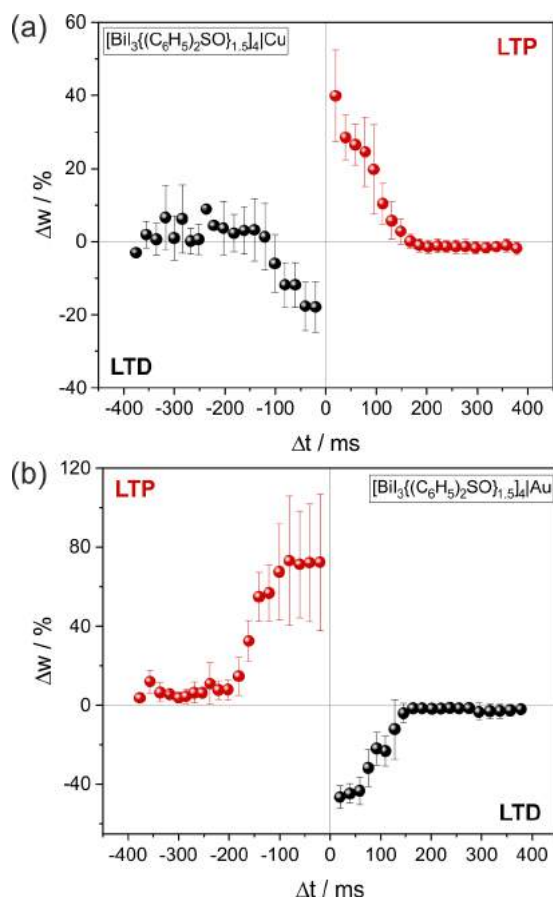 (a)
[BiI₃{(C₆H₅)₂SO}₁.₅]₄|Cu
LTP
60
40
20
0
-20
-40
Δw / %
LTD
-400 -300 -200 -100 0 100 200 300 400
Δt / ms
(b)
LTP
[BiI₃{(C₆H₅)₂SO}₁.₅]₄|Au
120
80
40
0
-40
Δw / %
LTD
-400 -300 -200 -100 0 100 200 300 400
Δt / ms